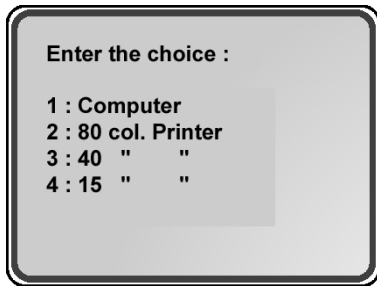 Enter the choice :
1 : Computer
2 : 80 col. Printer
3 : 40 " "
4 : 15 " "